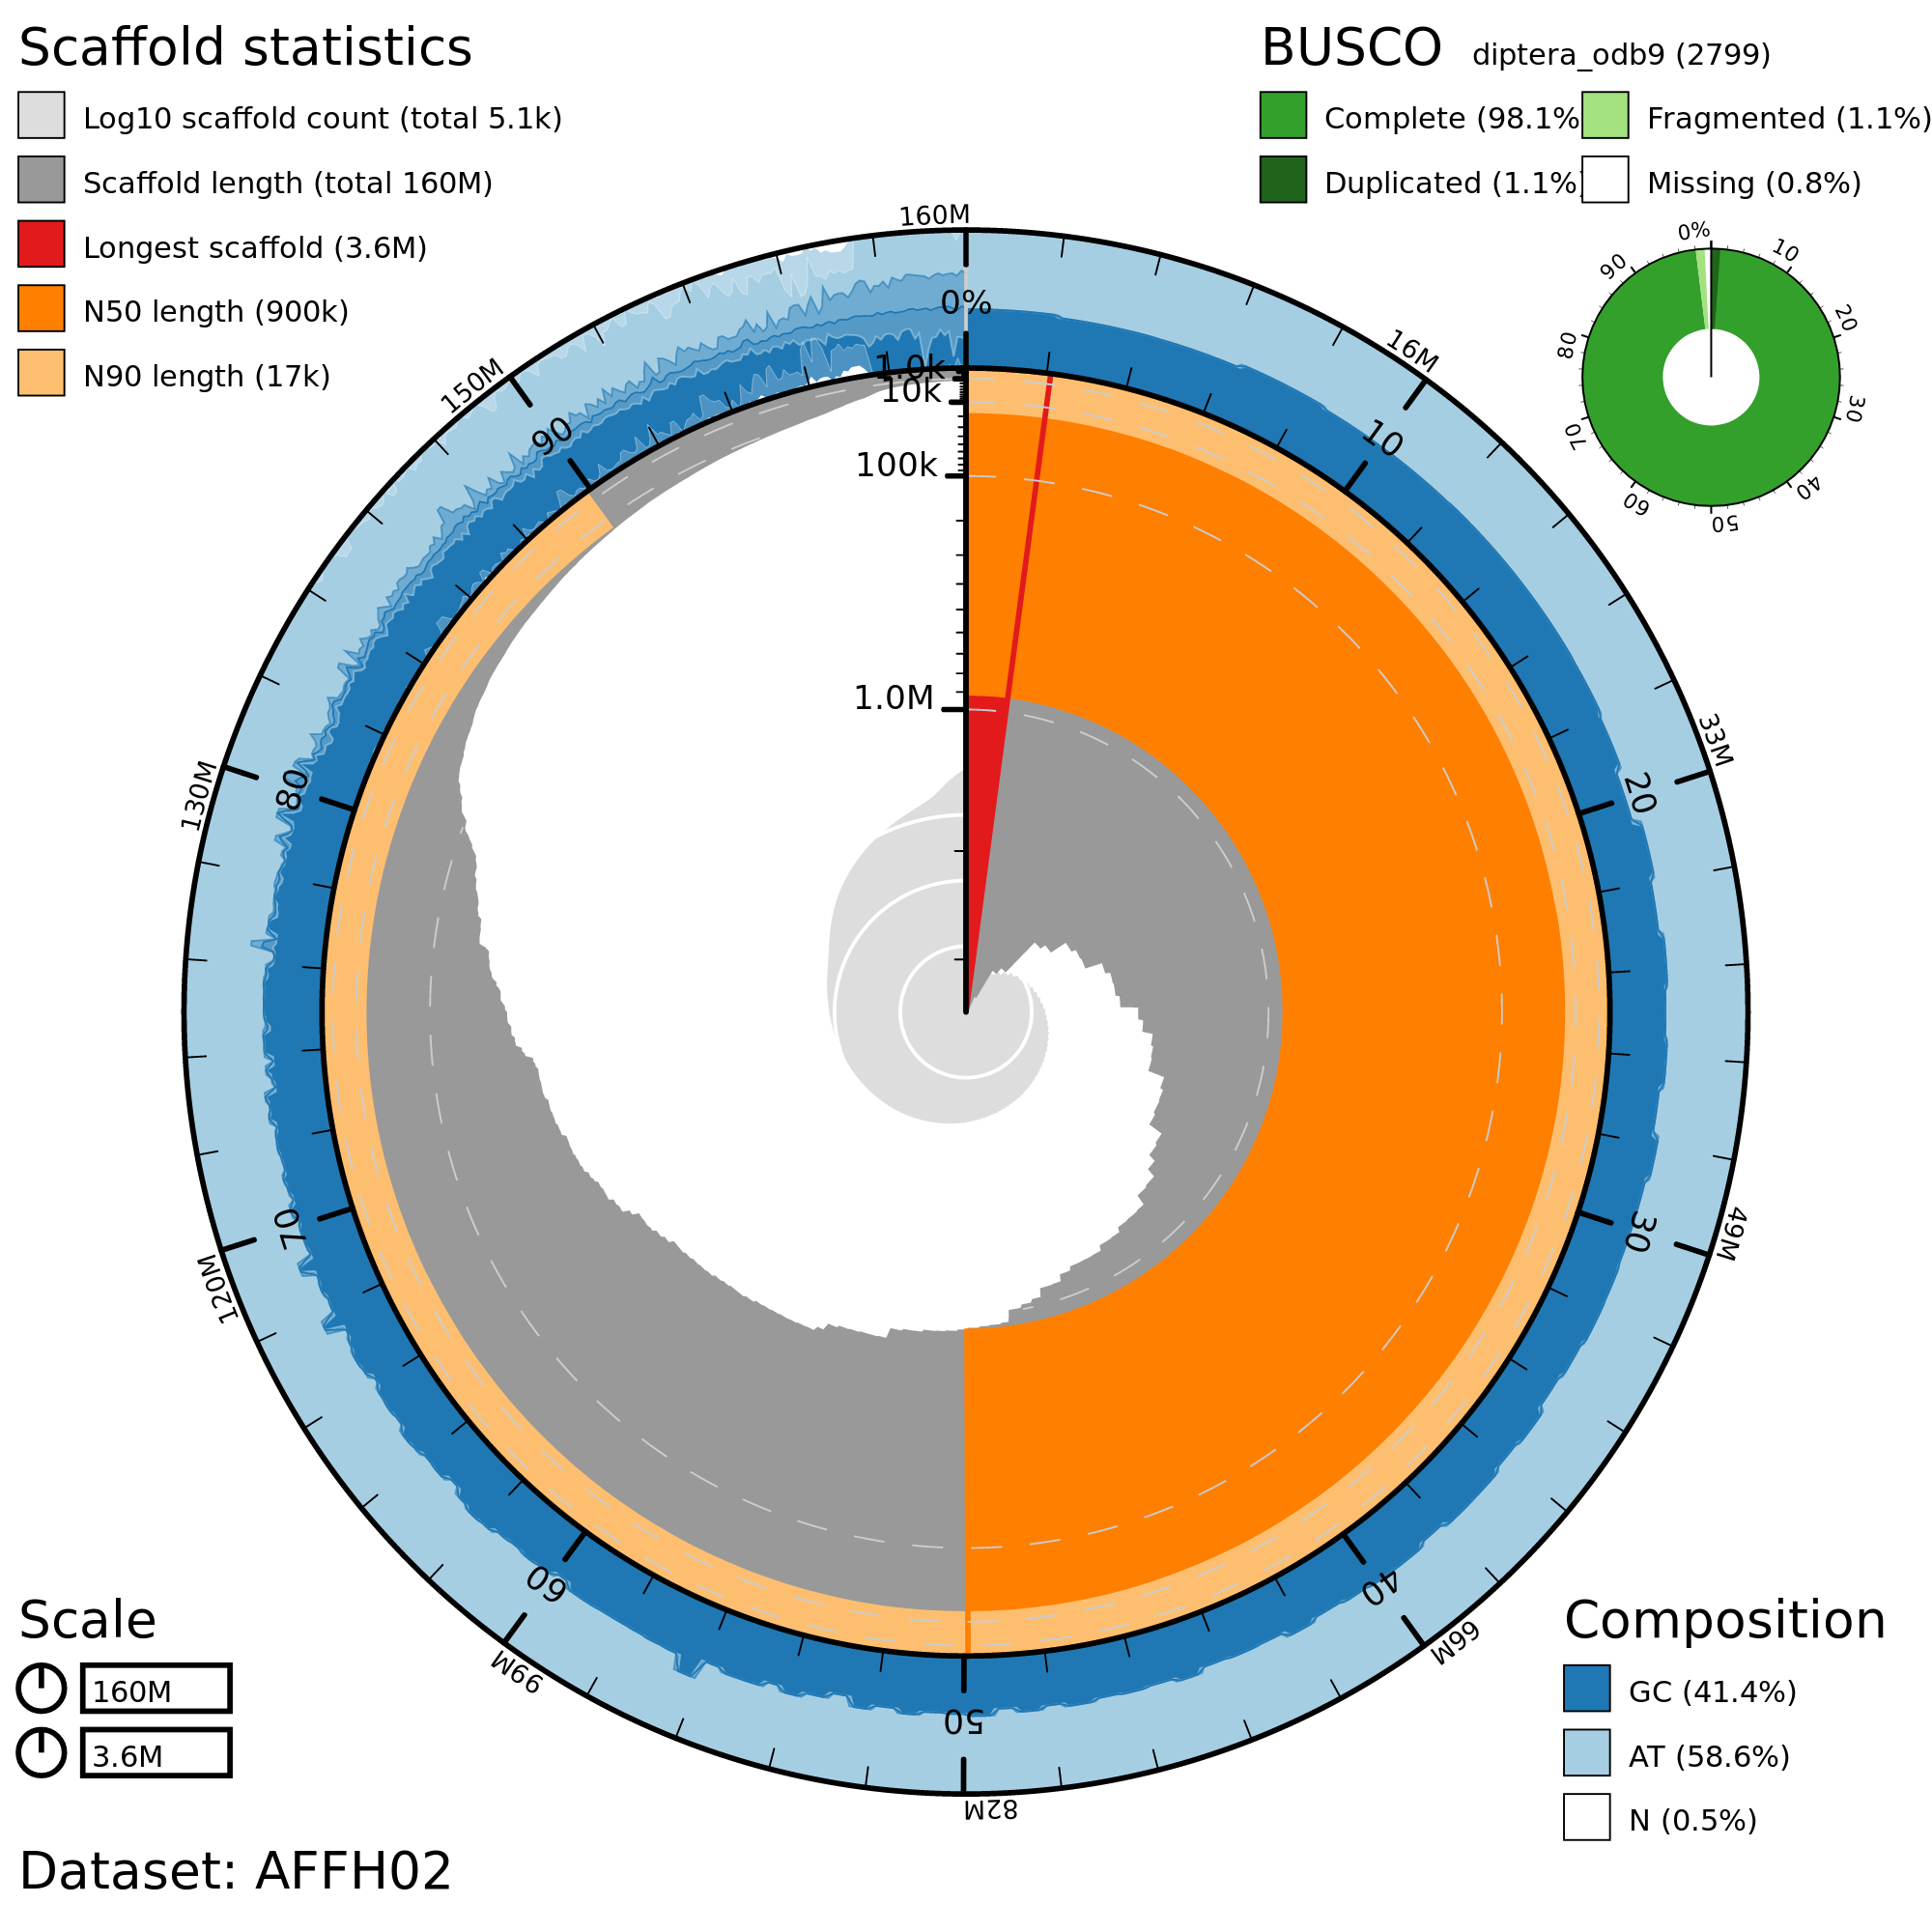 Scaffold statistics
Log10 scaffold count (total 5.1k)
Scaffold length (total 160M)
Longest scaffold (3.6M)
N50 length (900k)
N90 length (17k)
BUSCO diptera_odb9 (2799)
Complete (98.1% Fragmented (1.1%)
Duplicated (1.1%) Missing (0.8%)
0%
10
20
30
40
50
60
70
80
90
160M
16M
33M
49M
66M
82M
99M
120M
130M
150M
0%
10
20
30
40
50
60
70
80
90
1.0k
10k
100k
1.0M
Scale
160M
3.6M
Composition
GC (41.4%)
AT (58.6%)
N (0.5%)
Dataset: AFFH02